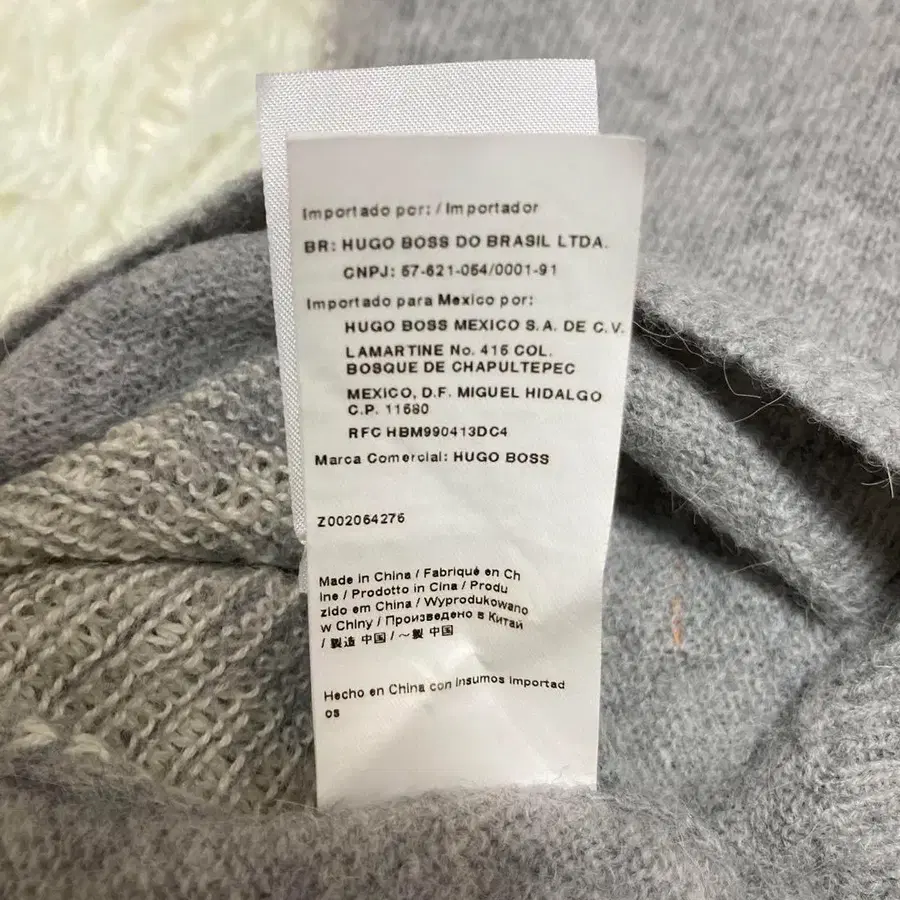 Importado por: / Importador
BR: HUGO BOSS DO BRASIL LTDA.
CNPJ: 57-621-054/0001-91
Importado para Mexico por:
HUGO BOSS MEXICO S.A. DE C.V.
LAMARTINE No. 415 COL.
BOSQUE DE CHAPULTEPEC
MEXICO, D.F. MIGUEL HIDALGO
C.P. 11580
RFC HBM990413DC4
Marca Comercial: HUGO BOSS
Z002064276
Made in China / Fabriqué en Ch
ine / Prodotto in Cina / Produ
zido em China / Wyprodukowano
w Chiny / Произведено в Китай
/ 製造 中国 / ～製 中国
Hecho en China con insumos importad
os